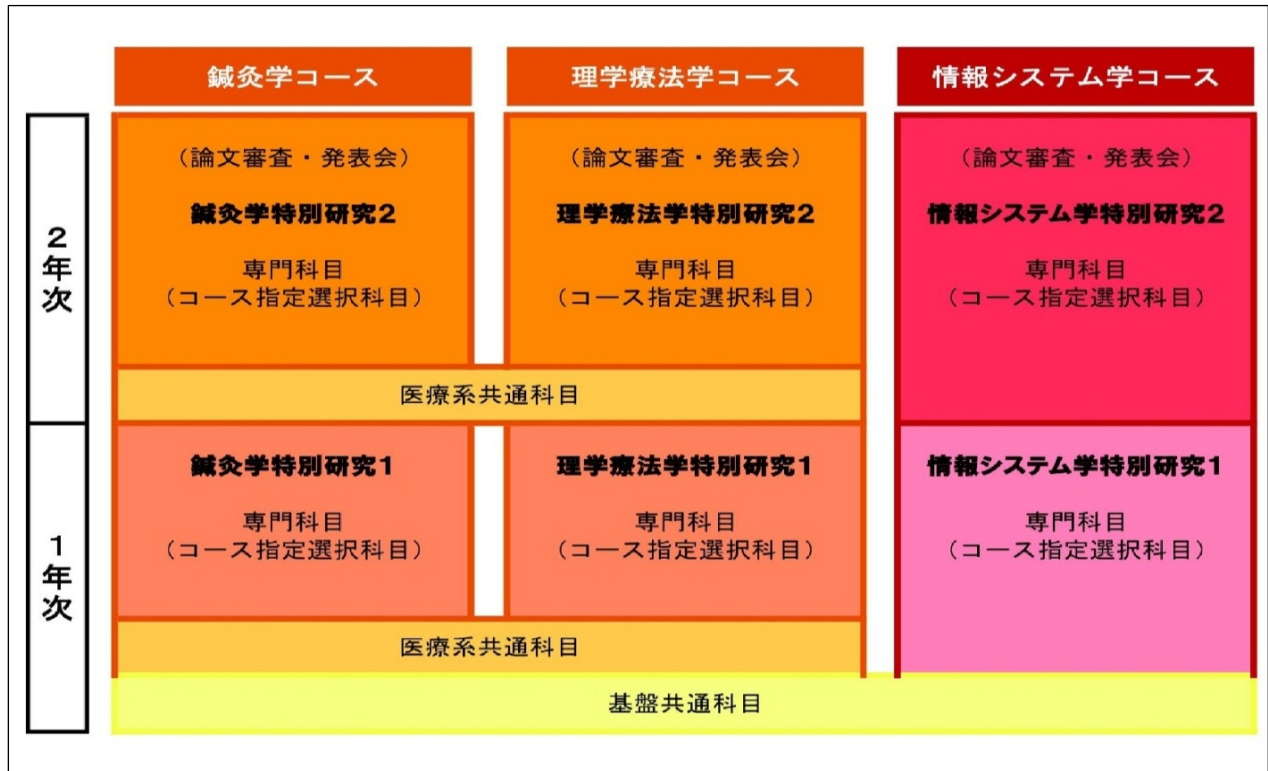 鍼灸学コース
理学療法学コース
情報システム学コース
2年次
(論文審査・発表会)
鍼灸学特別研究2
専門科目
(コース指定選択科目)
(論文審査・発表会)
理学療法学特別研究2
専門科目
(コース指定選択科目)
(論文審査・発表会)
情報システム学特別研究2
専門科目
(コース指定選択科目)
医療系共通科目
1年次
鍼灸学特別研究1
専門科目
(コース指定選択科目)
理学療法学特別研究1
専門科目
(コース指定選択科目)
情報システム学特別研究1
専門科目
(コース指定選択科目)
医療系共通科目
基盤共通科目